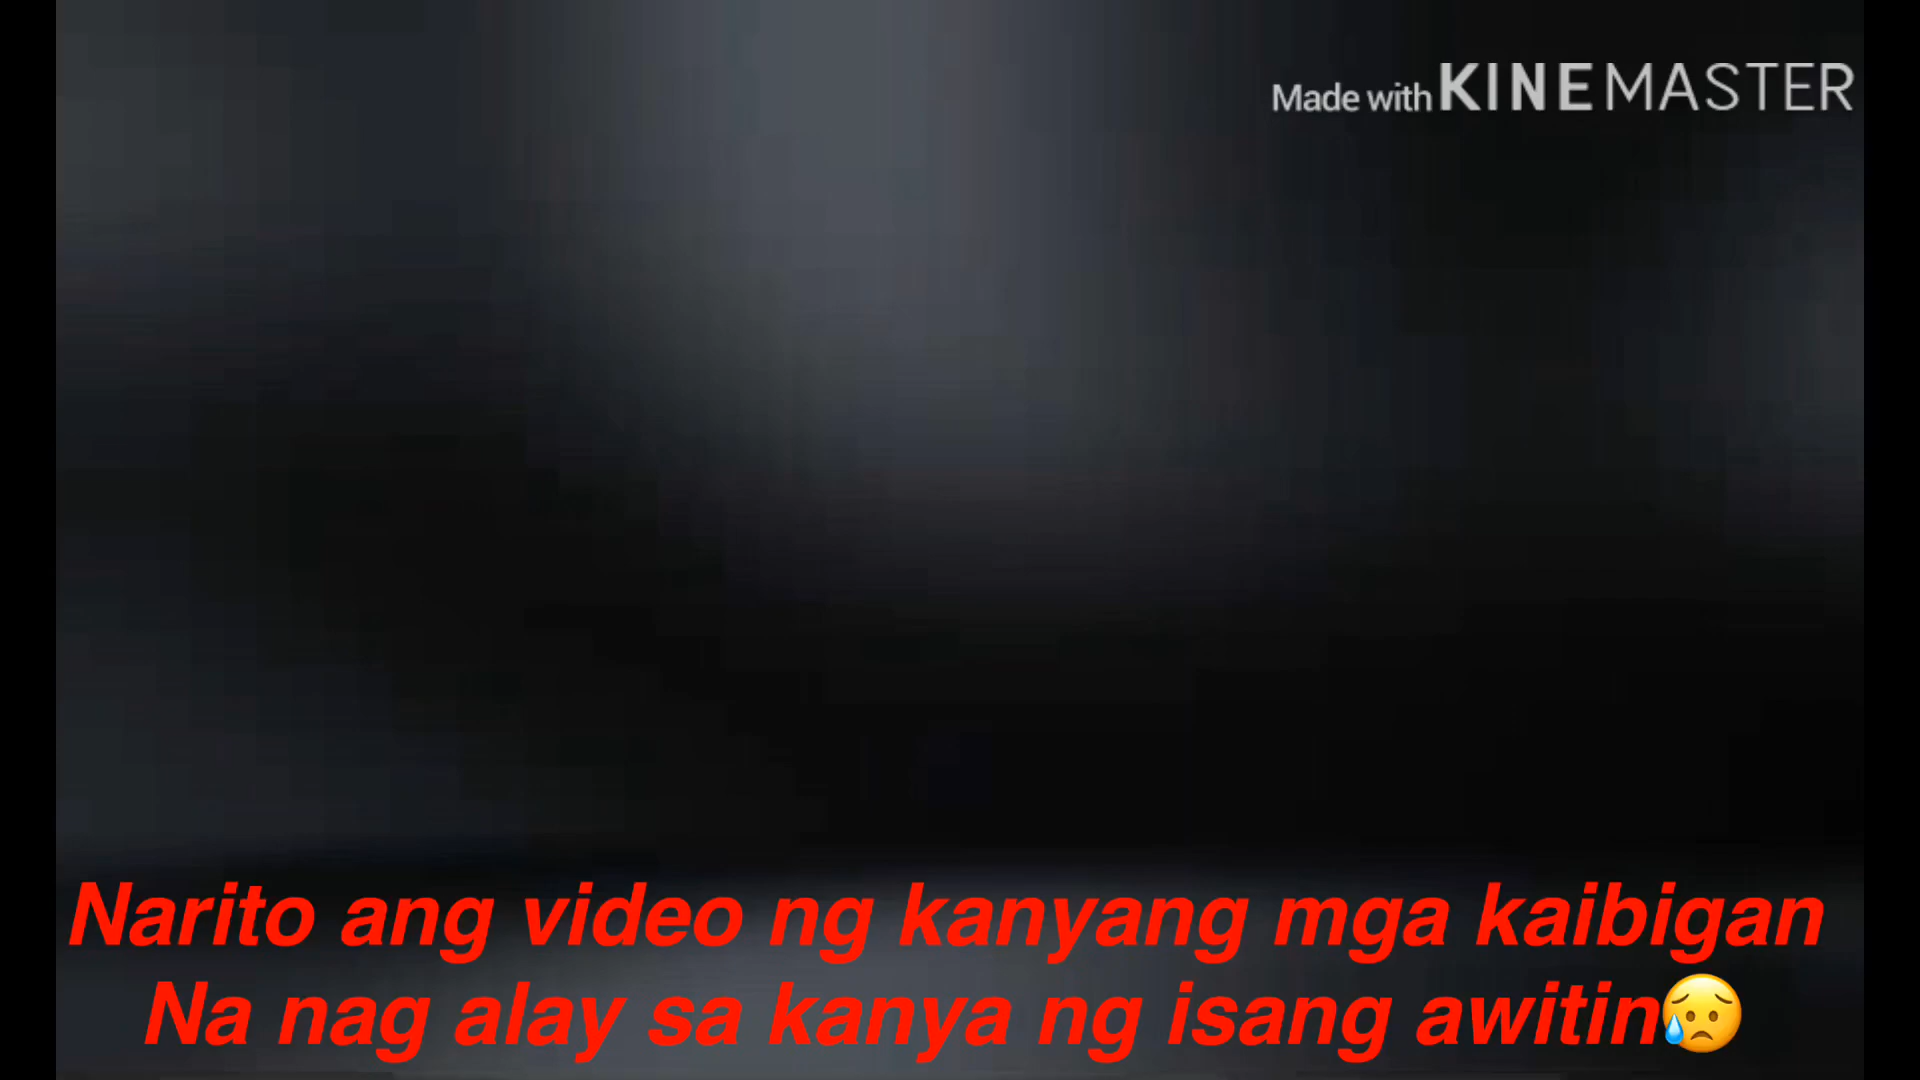 Made with KINEMASTER
Narito ang video ng kanyang mga kaibigan
Na nag alay sa kanya ng isang awitin😥